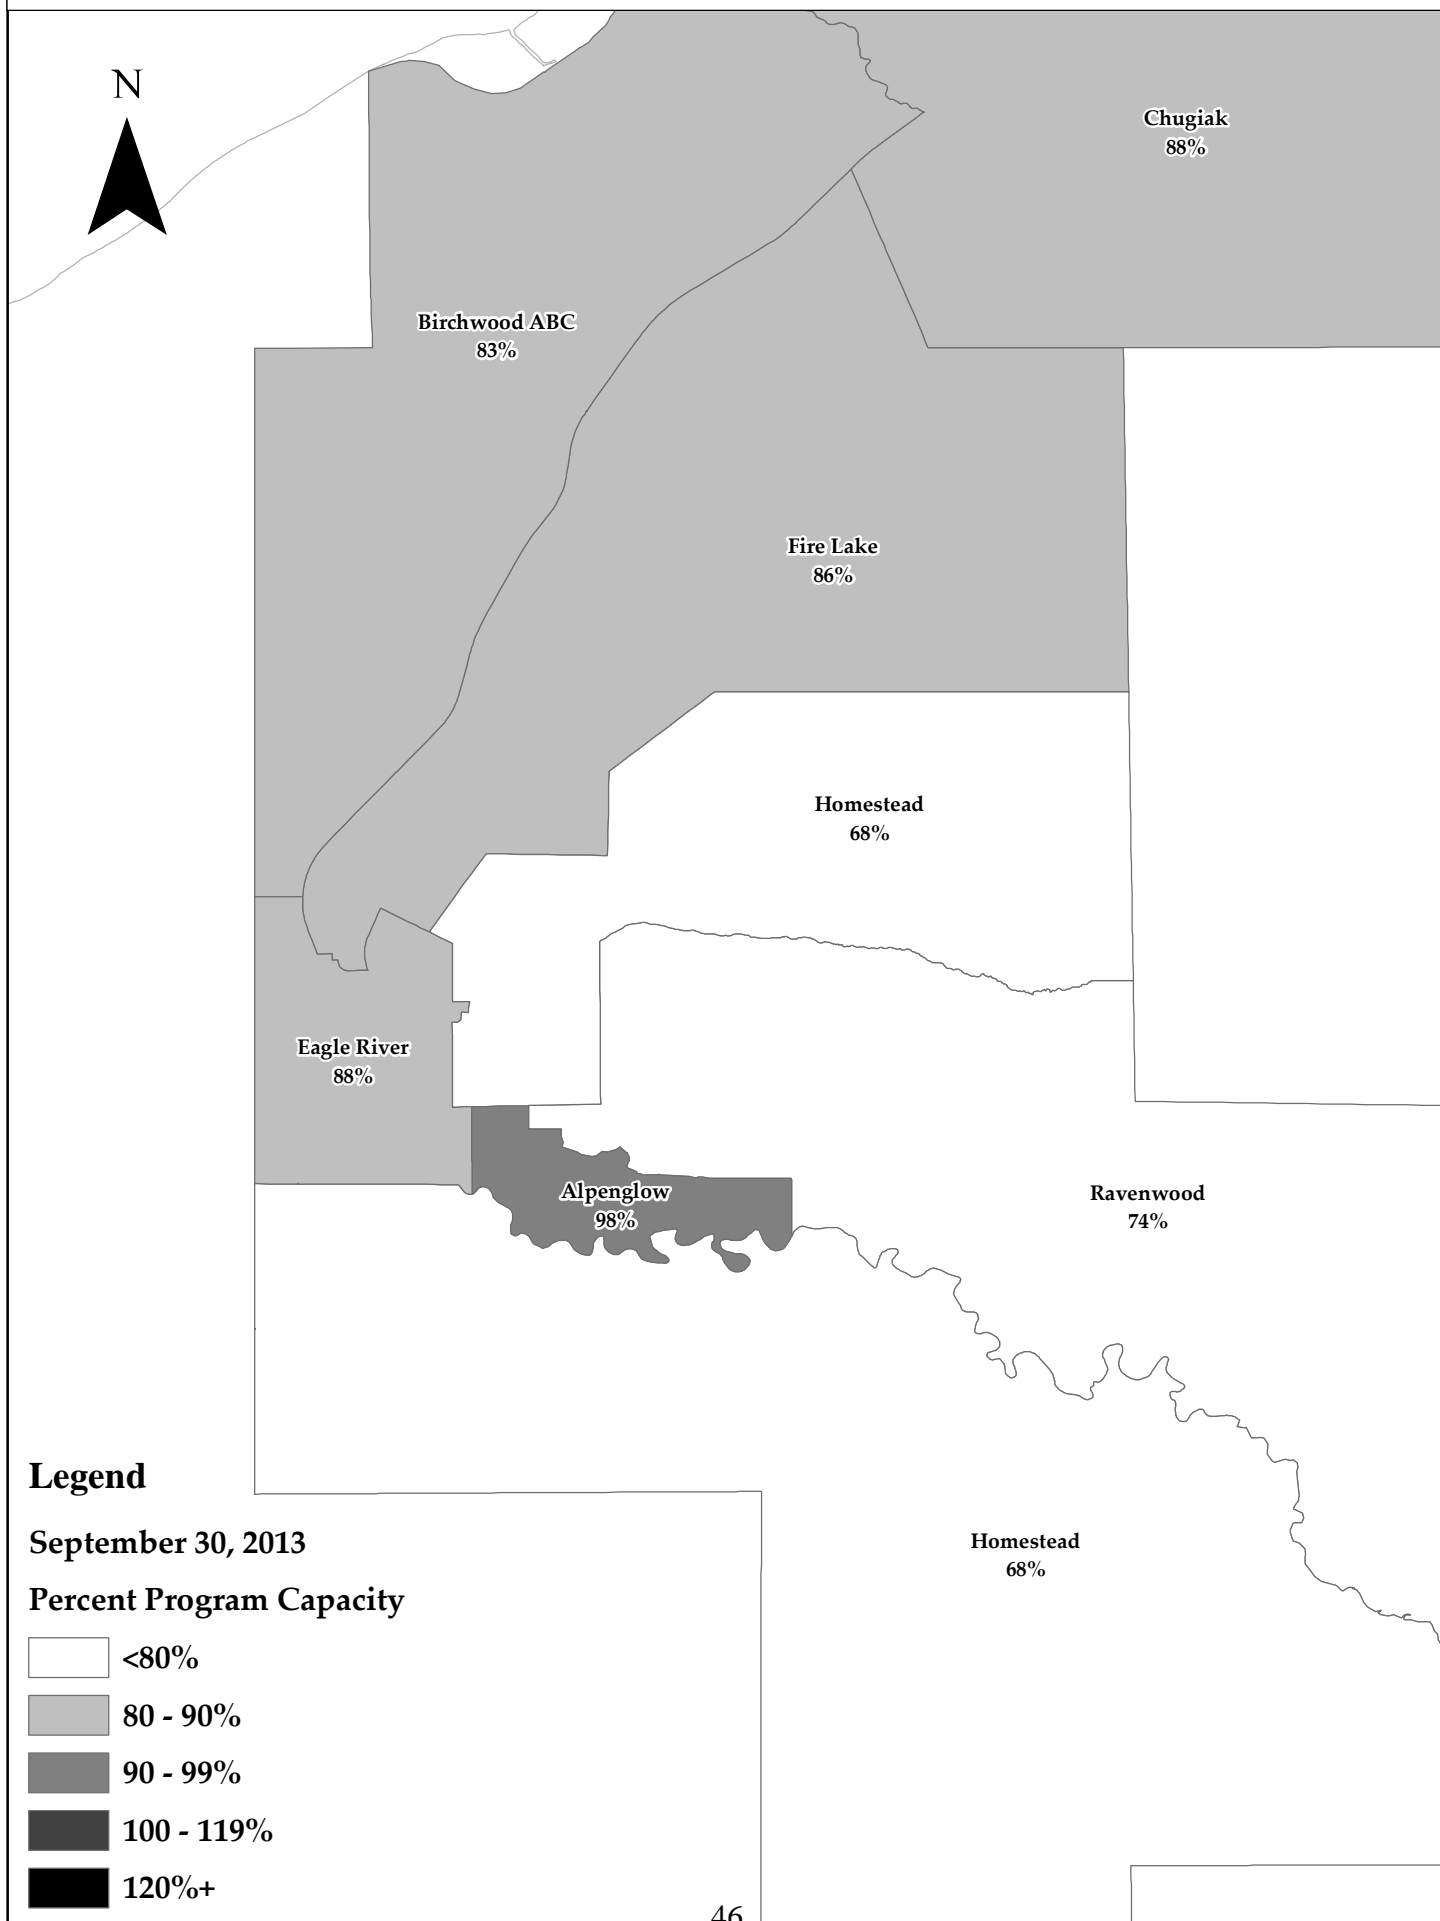 N
Chugiak
88%
Birchwood ABC
83%
Fire Lake
86%
Homestead
68%
Eagle River
88%
Alpenglow
98%
Ravenwood
74%
Homestead
68%
Legend
September 30, 2013
Percent Program Capacity
<80%
80 - 90%
90 - 99%
100 - 119%
120%+
46